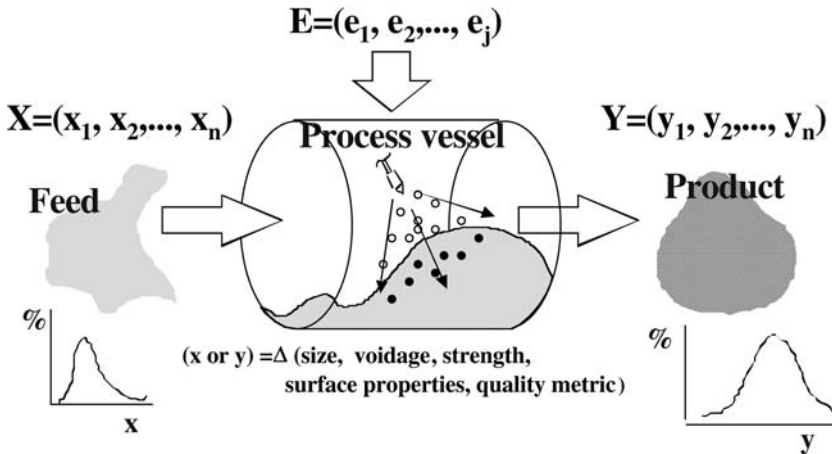 E=(e₁, e₂,..., eⱼ)
X=(x₁, x₂,..., xₙ)
Process vessel
Y=(y₁, y₂,..., yₙ)
Feed
Product
%
x
(x or y) =Δ (size, voidage, strength,
surface properties, quality metric)
%
y